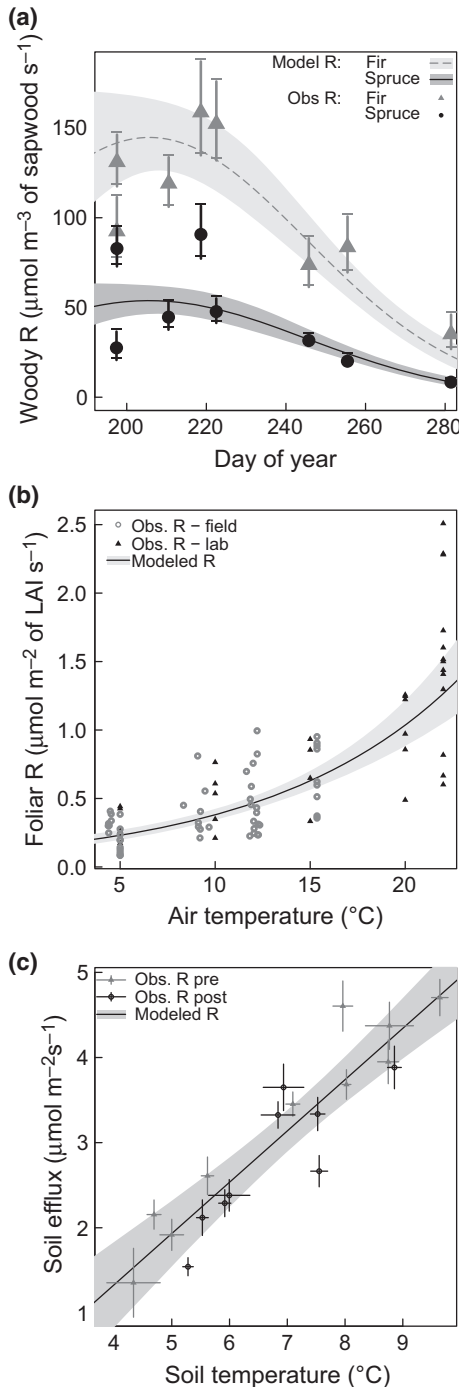 (a)
Model R: Fir
Spruce
Obs R: Fir
Spruce
150
100
50
0
Woody R (μmol m⁻³ of sapwood s⁻¹)
200 220 240 260 280
Day of year
(b)
Obs. R − field
Obs. R − lab
Modeled R
2.5
2.0
1.5
1.0
0.5
0.0
Foliar R (μmol m⁻² of LAI s⁻¹)
5 10 15 20
Air temperature (°C)
(c)
Obs. R pre
Obs. R post
Modeled R
5
4
3
2
1
Soil efflux (μmol m⁻²s⁻¹)
4 5 6 7 8 9
Soil temperature (°C)